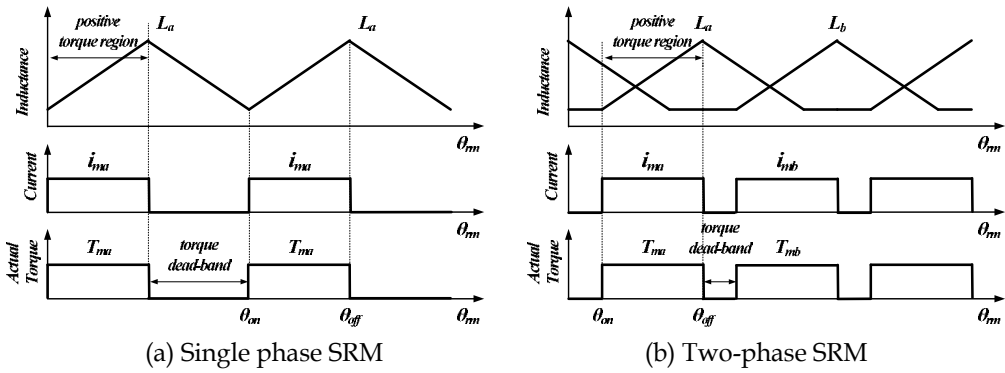 positive
torque region
L_a
L_a
Inductance
θ_rm
Current
i_ma
i_ma
Actual
Torque
T_ma
torque
dead-band
T_ma
θ_on
θ_off
θ_rm
(a) Single phase SRM
positive
torque region
L_a
L_b
Inductance
θ_rm
Current
i_ma
i_mb
θ_rm
Actual
Torque
T_ma
torque
dead-band
T_mb
θ_on
θ_off
θ_rm
(b) Two-phase SRM